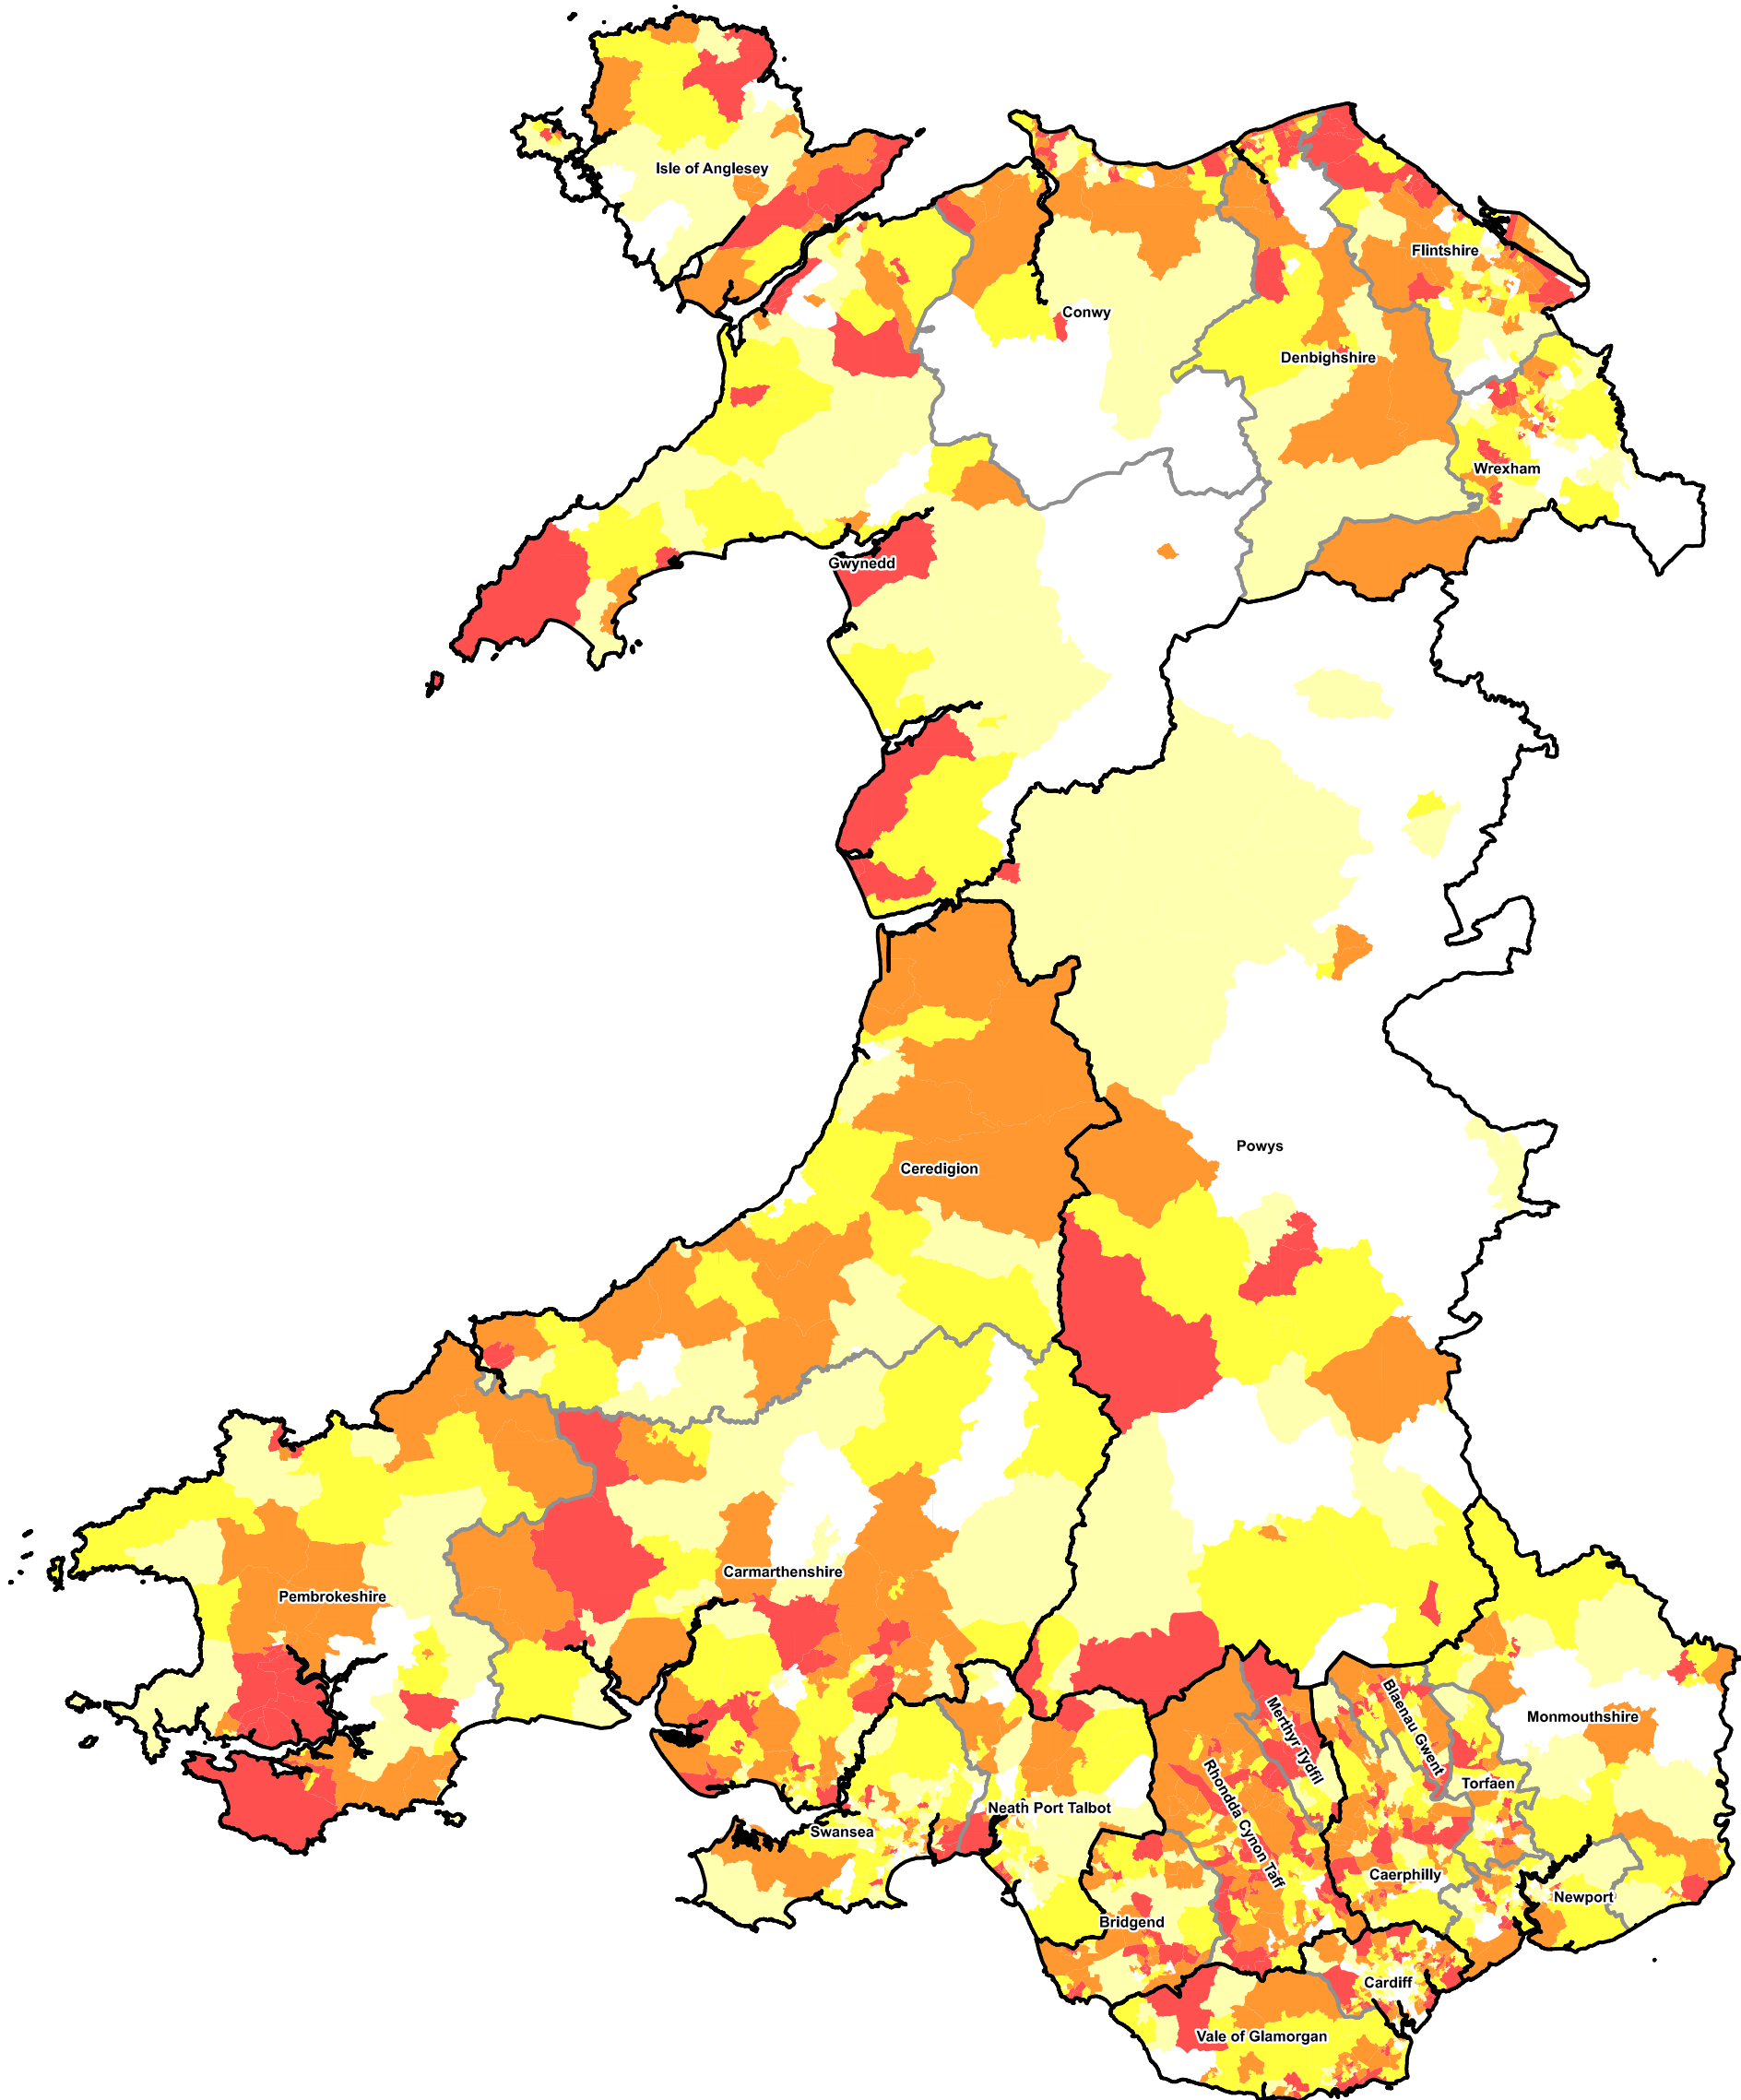 Isle of Anglesey
Flintshire
Conwy
Denbighshire
Wrexham
Gwynedd
Powys
Ceredigion
Carmarthenshire
Pembrokeshire
Merthyr Tydfil
Blaenau Gwent
Monmouthshire
Torfaen
Rhondda Cynon Taff
Neath Port Talbot
Swansea
Caerphilly
Newport
Bridgend
Cardiff
Vale of Glamorgan